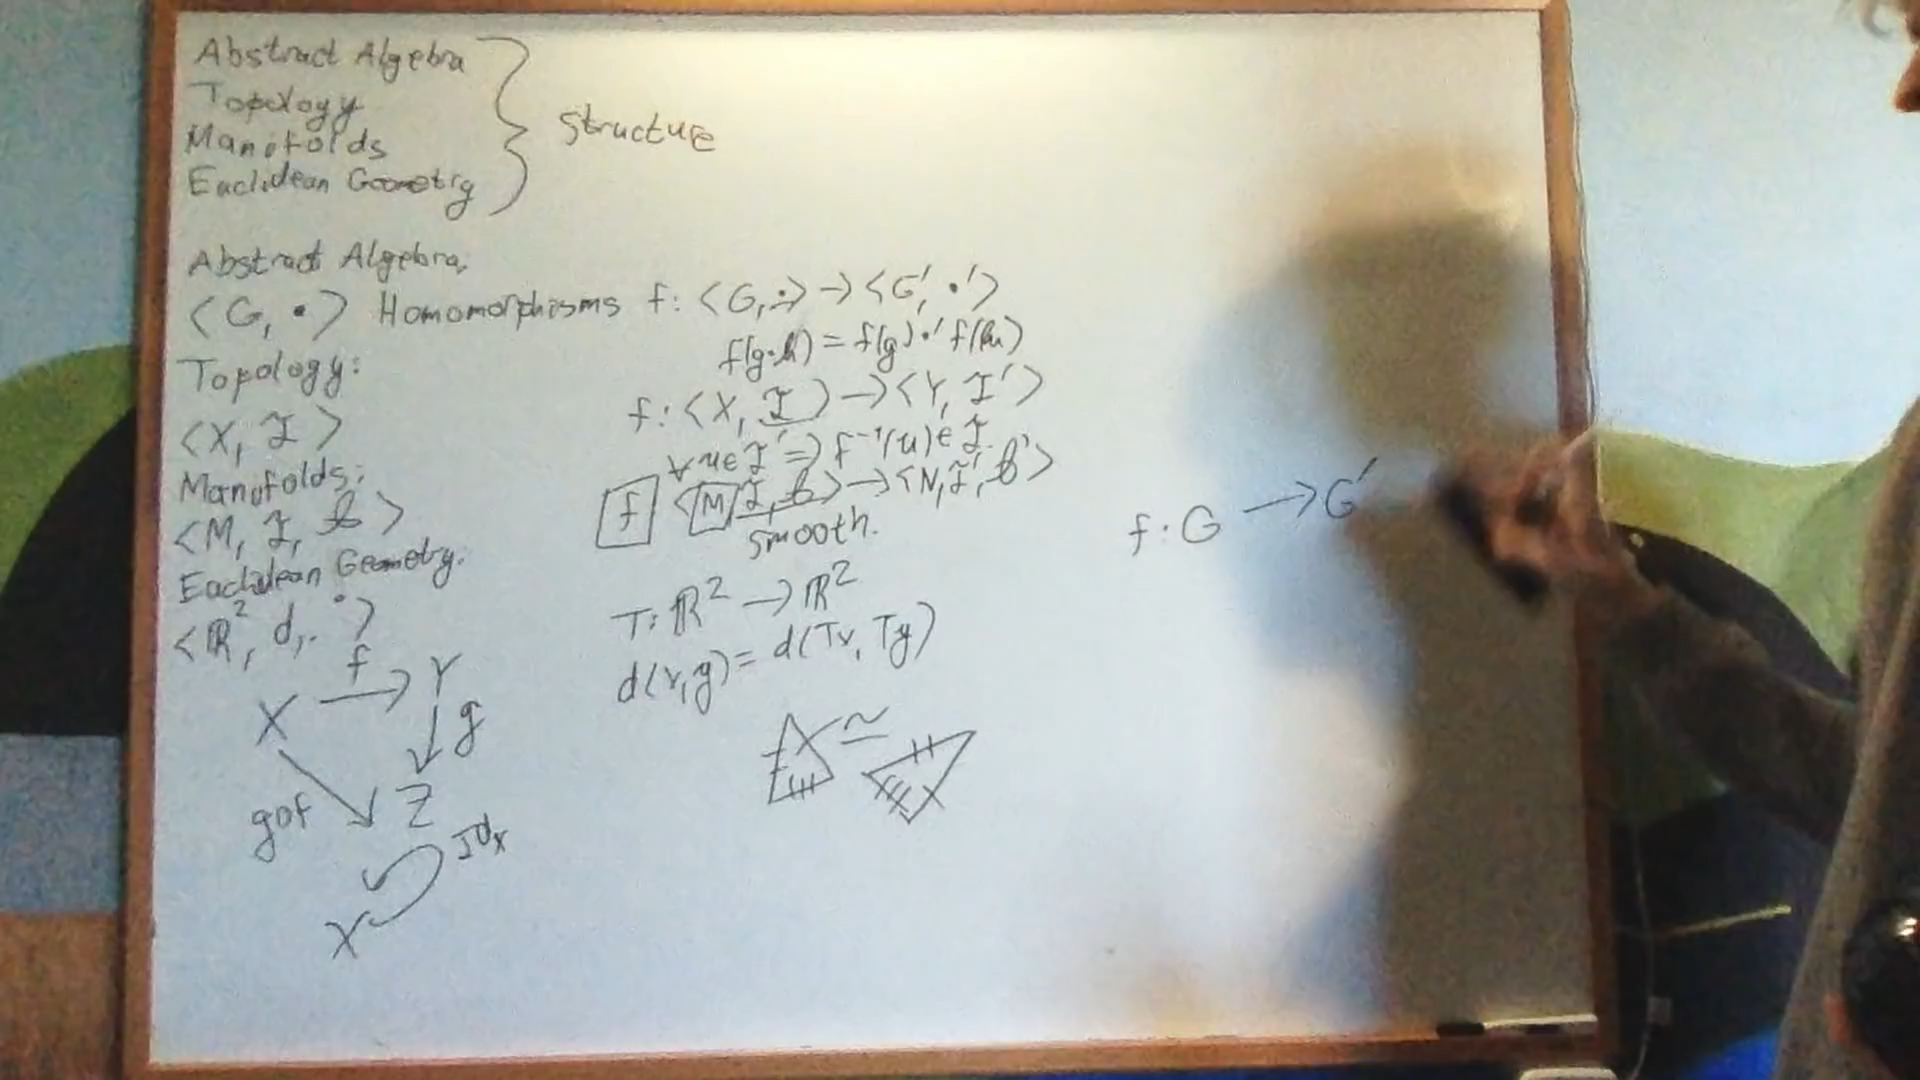 Abstract Algebra
Topology
Manifolds
Euclidean Geometry
Structure
Abstract Algebra:
<G, •> Homomorphisms f: <G, •> → <G', •'>
f(g·h) = f(g) •' f(h)
Topology:
<X, ℑ>
f: <X, ℑ> → <Y, ℑ'>
∀u∈ℑ' => f⁻¹(u) ∈ ℑ.
Manifolds:
<M, ℑ, 𝓑>
f <M, ℑ, 𝓑> → <N, ℑ', 𝓑'>
smooth.
Euclidean Geometry.
<ℝ², d, ·>
T: ℝ² → ℝ²
d(x,y) = d(Tx, Ty)
≅
f: G → G'
X f→ Y
g
g∘f
Z
Idx
X